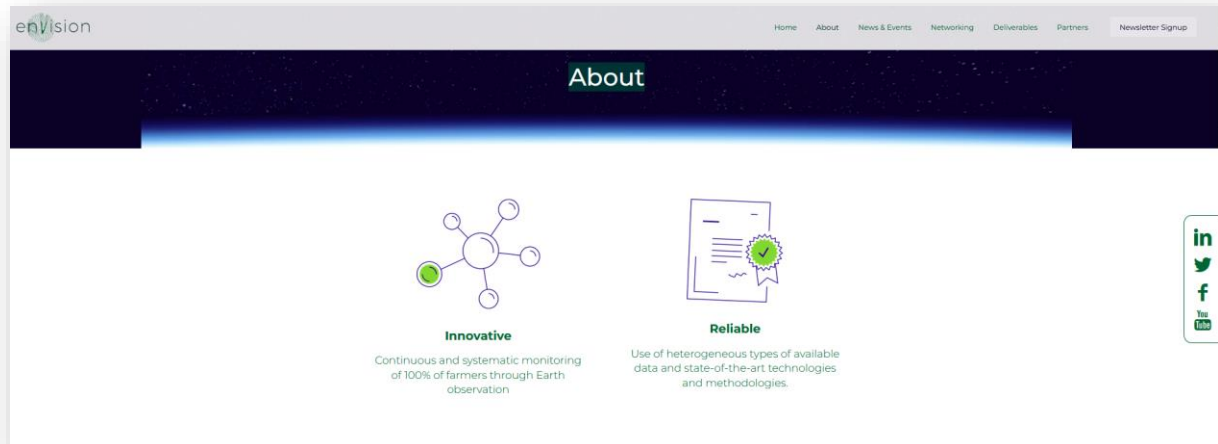 enVision
Home About News & Events Networking Deliverables Partners Newsletter Signup
About
Innovative
Continuous and systematic monitoring
of 100% of farmers through Earth
observation
Reliable
Use of heterogeneous types of available
data and state-of-the-art technologies
and methodologies.
in
f
You
Tube